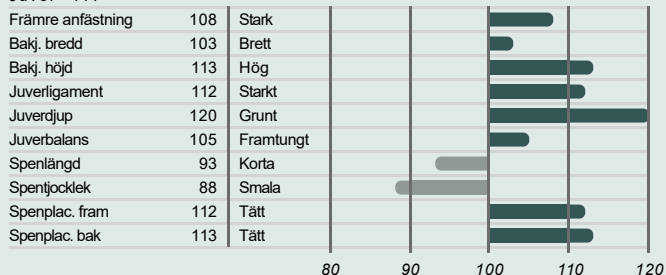 Främre anfästning 108 Stark
Bakj. bredd 103 Brett
Bakj. höjd 113 Hög
Juverligament 112 Starkt
Juverdjup 120 Grunt
Juverbalans 105 Framtungt
Spenlängd 93 Korta
Spentjocklek 88 Smala
Spenplac. fram 112 Tätt
Spenplac. bak 113 Tätt
80 90 100 110 120